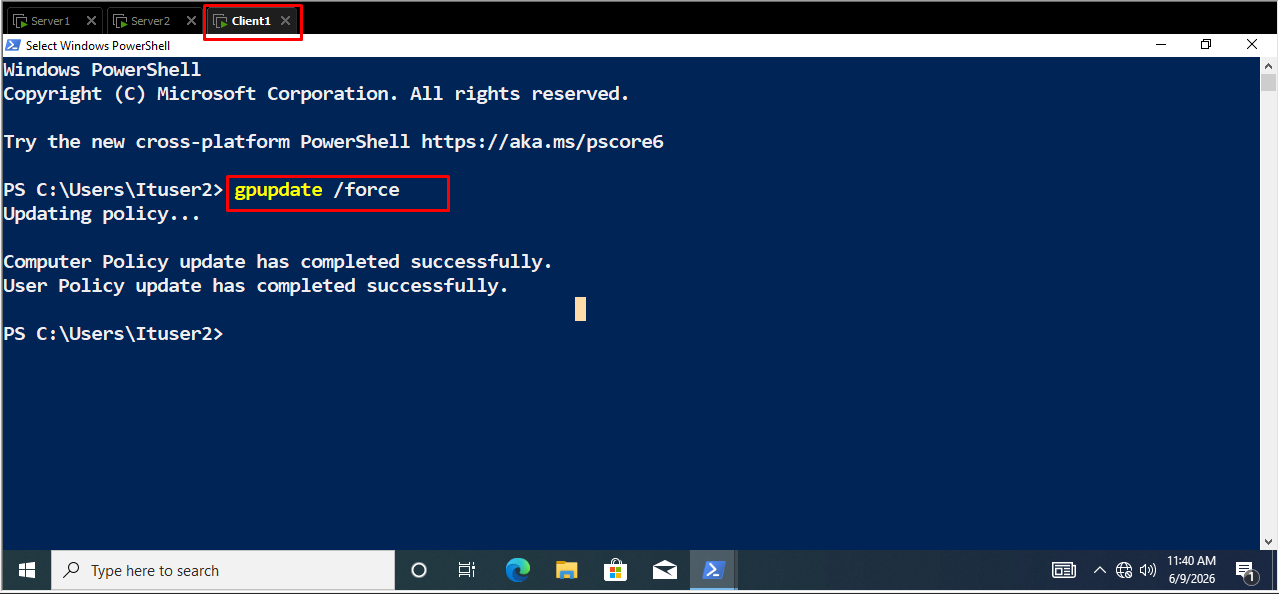 Server1
Server2
Client1
Select Windows PowerShell
Windows PowerShell
Copyright (C) Microsoft Corporation. All rights reserved.
Try the new cross-platform PowerShell https://aka.ms/pscore6
PS C:\Users\Ituser2> gpupdate /force
Updating policy...
Computer Policy update has completed successfully.
User Policy update has completed successfully.
PS C:\Users\Ituser2>
Type here to search
11:40 AM
6/9/2026
1